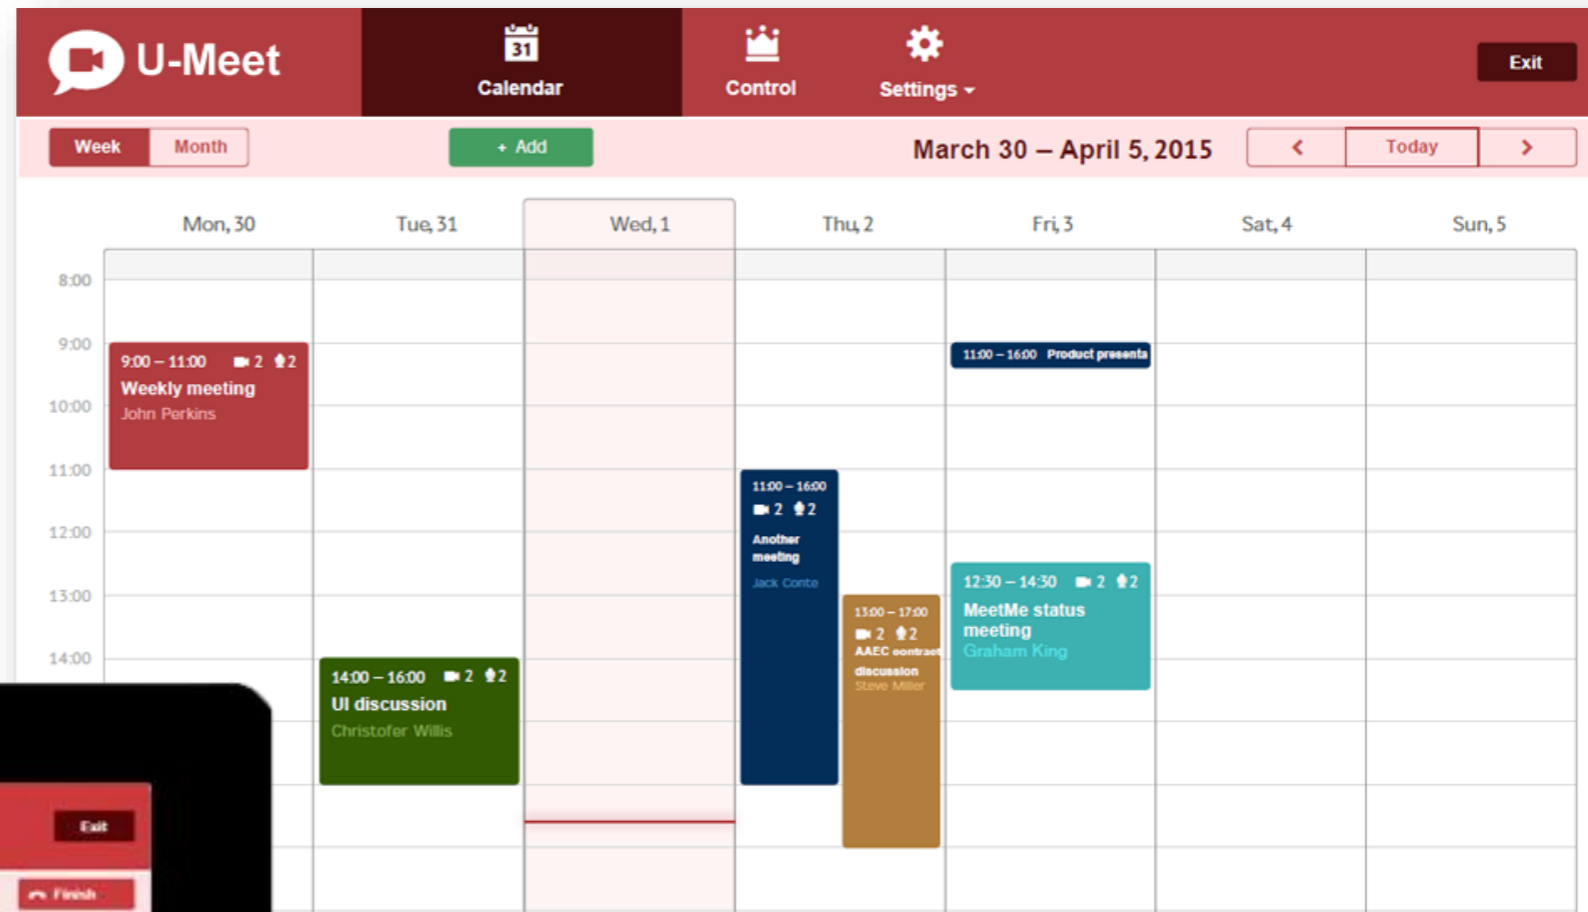 U-Meet
31
Calendar
Control
Settings
Exit
Week
Month
+ Add
March 30 – April 5, 2015
Today
Mon, 30
Tue, 31
Wed, 1
Thu, 2
Fri, 3
Sat, 4
Sun, 5
8:00
9:00
10:00
11:00
12:00
13:00
14:00
9:00 – 11:00 2 2
Weekly meeting
John Perkins
14:00 – 16:00 2 2
UI discussion
Christofer Willis
11:00 – 16:00
2 2
Another
meeting
Jack Conte
13:00 – 17:00
2 2
AAEC contract
discussion
Steve Miller
11:00 – 16:00 Product presenta
12:30 – 14:30 2 2
MeetMe status
meeting
Graham King
Exit
Finish